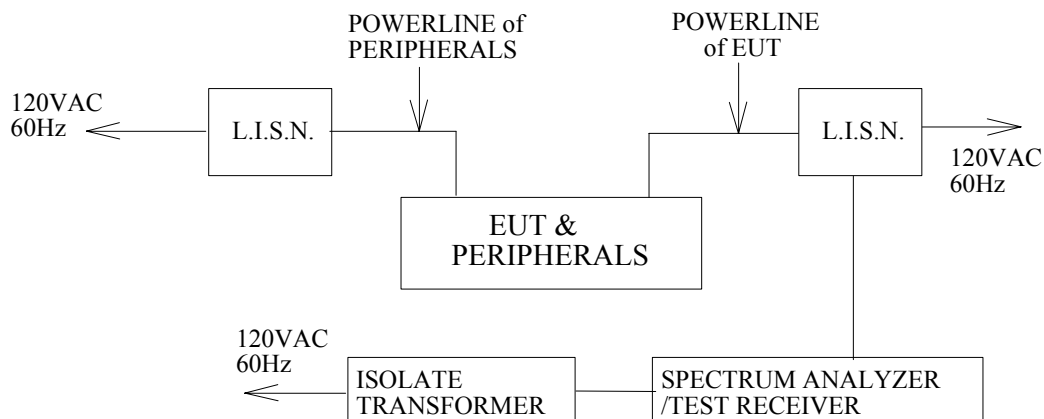 POWERLINE of
PERIPHERALS
POWERLINE
of EUT
120VAC
60Hz
L.I.S.N.
L.I.S.N.
120VAC
60Hz
EUT &
PERIPHERALS
120VAC
60Hz
ISOLATE
TRANSFORMER
SPECTRUM ANALYZER
/TEST RECEIVER